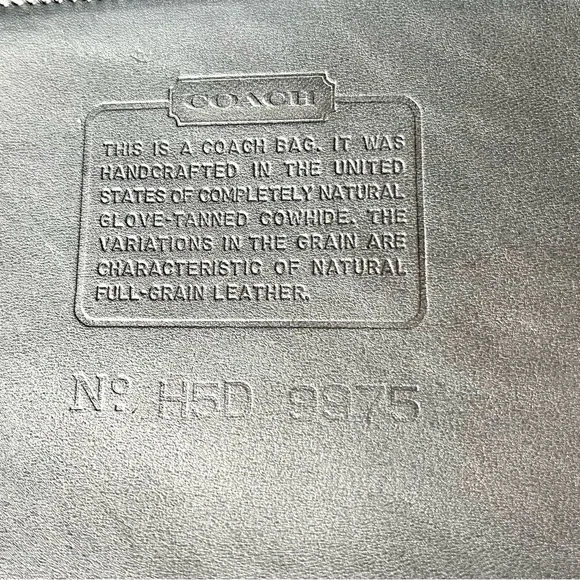 COACH
THIS IS A COACH BAG. IT WAS
HANDCRAFTED IN THE UNITED
STATES OF COMPLETELY NATURAL
GLOVE-TANNED COWHIDE. THE
VARIATIONS IN THE GRAIN ARE
CHARACTERISTIC OF NATURAL
FULL-GRAIN LEATHER.
No H5D 9975